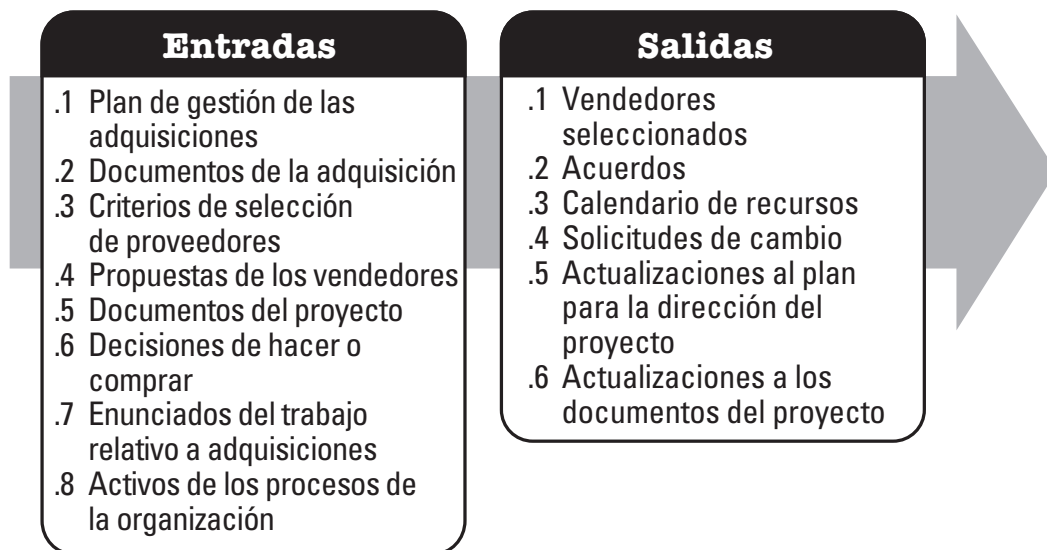 Entradas
.1 Plan de gestión de las
adquisiciones
.2 Documentos de la adquisición
.3 Criterios de selección
de proveedores
.4 Propuestas de los vendedores
.5 Documentos del proyecto
.6 Decisiones de hacer o
comprar
.7 Enunciados del trabajo
relativo a adquisiciones
.8 Activos de los procesos de
la organización
Salidas
.1 Vendedores
seleccionados
.2 Acuerdos
.3 Calendario de recursos
.4 Solicitudes de cambio
.5 Actualizaciones al plan
para la dirección del
proyecto
.6 Actualizaciones a los
documentos del proyecto